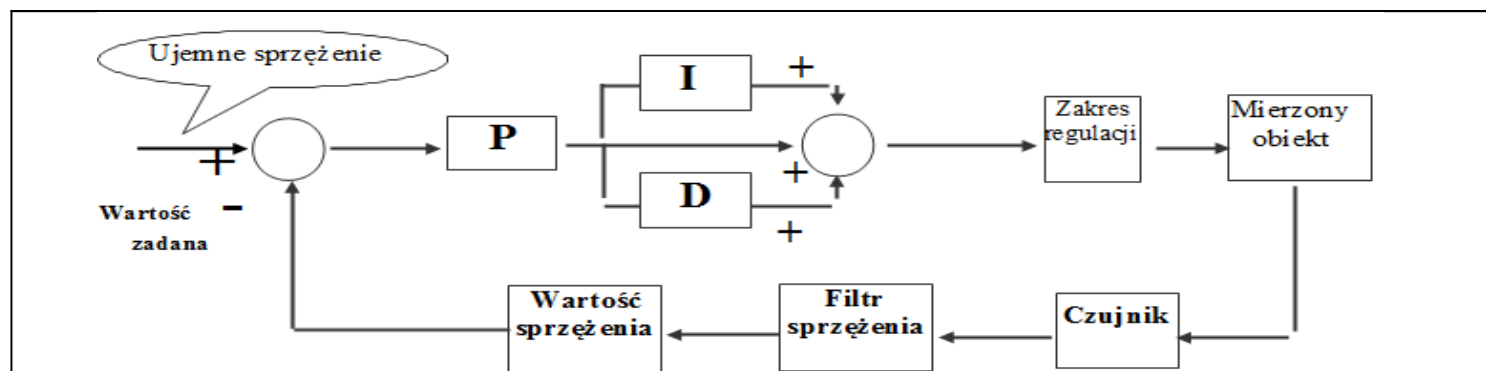 Ujemne sprzężenie
+
-
Wartość
zadana
P
I
+
+
D
+
Zakres
regulacji
Mierzony
obiekt
Wartość
sprzężenia
Filtr
sprzężenia
Czujnik